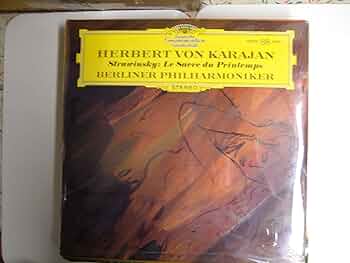 HERBERT VON KARAJAN
Strawinsky: Le Sacre du Printemps
BERLINER PHILHARMONIKER
STEREO